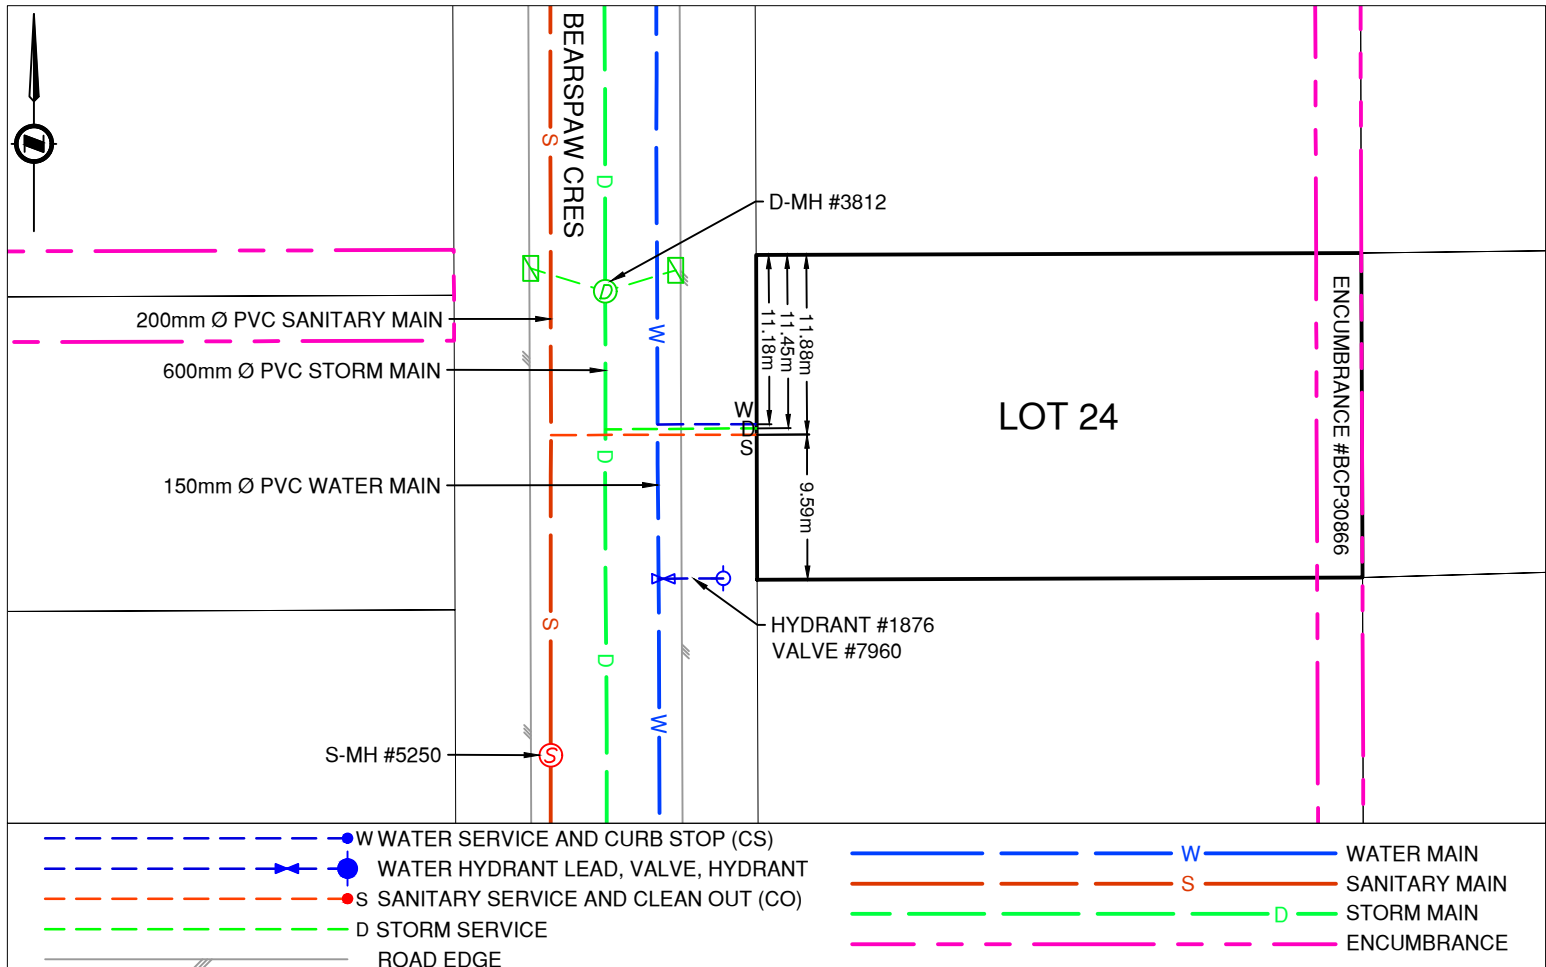 BEARSPAW CRES
S
D
D-MH #3812
D
200mm Ø PVC SANITARY MAIN
W
600mm Ø PVC STORM MAIN
11.18m
11.45m
11.88m
ENCUMBRANCE #BCP30866
W
D
S
LOT 24
D
150mm Ø PVC WATER MAIN
9.59m
S
HYDRANT #1876
VALVE #7960
D
W
S-MH #5250
S
W WATER SERVICE AND CURB STOP (CS)
WATER HYDRANT LEAD, VALVE, HYDRANT
S SANITARY SERVICE AND CLEAN OUT (CO)
D STORM SERVICE
ROAD EDGE
W WATER MAIN
S SANITARY MAIN
D STORM MAIN
ENCUMBRANCE
N